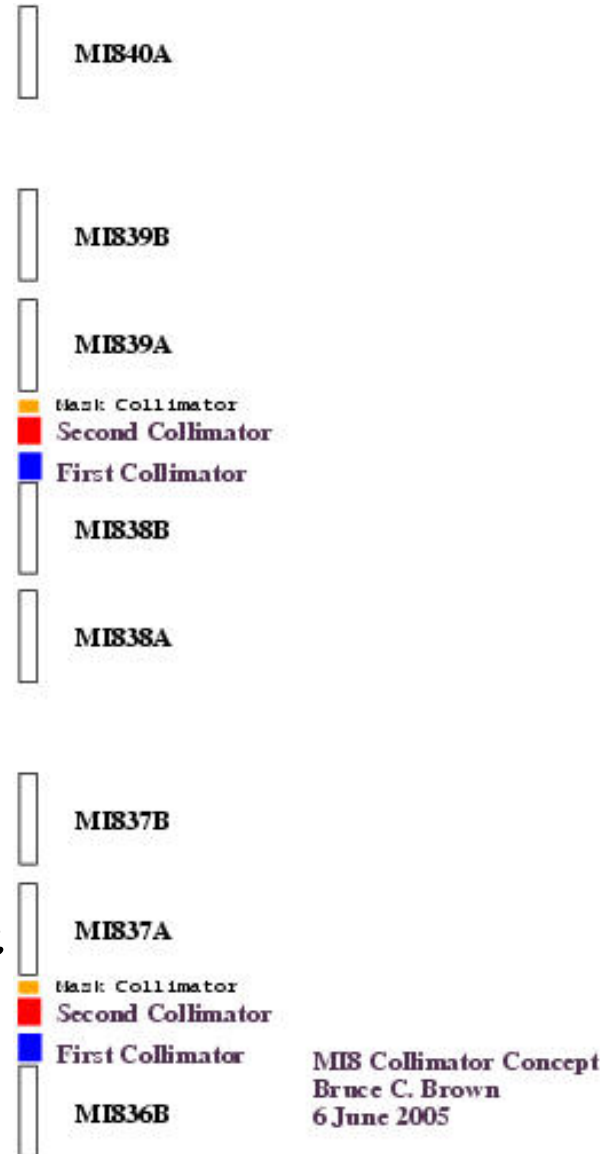 MI840A
MI839B
MI839A
Mask Collimator
Second Collimator
First Collimator
MI838B
MI838A
MI837B
MI837A
Mask Collimator
Second Collimator
First Collimator
MI836B
MI8 Collimator Concept
Bruce C. Brown
6 June 2005